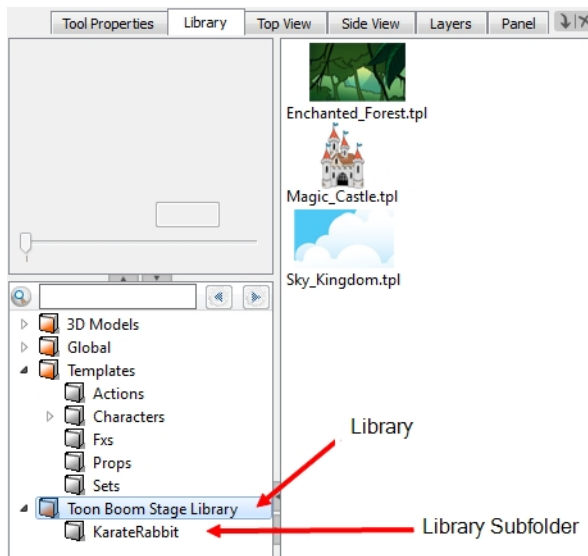 Tool Properties Library Top View Side View Layers Panel
Enchanted_Forest.tpl
Magic_Castle.tpl
Sky_Kingdom.tpl
3D Models
Global
Templates
Actions
Characters
Fxs
Props
Sets
Toon Boom Stage Library
KarateRabbit
Library
Library Subfolder